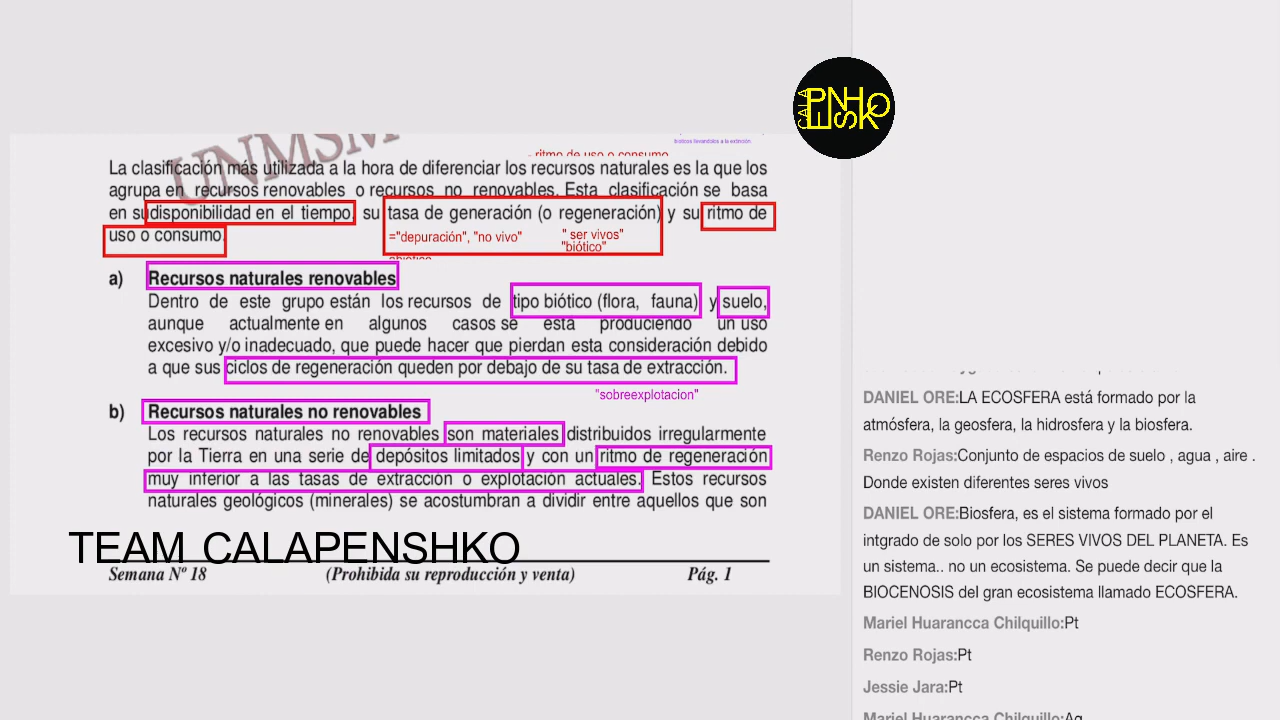 CALA
PENHO
ESK
UNMSM
bióticos llevandolos a la extinción.
- ritmo de uso o consumo
La clasificación más utilizada a la hora de diferenciar los recursos naturales es la que los
agrupa en recursos renovables o recursos no renovables. Esta clasificación se basa
en su disponibilidad en el tiempo, su tasa de generación (o regeneración) y su ritmo de
uso o consumo.
="depuración", "no vivo"
" ser vivos"
"biótico"
abiótico
a) Recursos naturales renovables
Dentro de este grupo están los recursos de tipo biótico (flora, fauna) y suelo,
aunque actualmente en algunos casos se está produciendo un uso
excesivo y/o inadecuado, que puede hacer que pierdan esta consideración debido
a que sus ciclos de regeneración queden por debajo de su tasa de extracción.
"sobreexplotacion"
b) Recursos naturales no renovables
Los recursos naturales no renovables son materiales distribuidos irregularmente
por la Tierra en una serie de depósitos limitados y con un ritmo de regeneración
muy inferior a las tasas de extracción o explotación actuales. Estos recursos
naturales geológicos (minerales) se acostumbran a dividir entre aquellos que son
TEAM CALAPENSHKO
Semana Nº 18 (Prohibida su reproducción y venta) Pág. 1
DANIEL ORE:LA ECOSFERA está formado por la
atmósfera, la geosfera, la hidrosfera y la biosfera.
Renzo Rojas:Conjunto de espacios de suelo , agua , aire .
Donde existen diferentes seres vivos
DANIEL ORE:Biosfera, es el sistema formado por el
intgrado de solo por los SERES VIVOS DEL PLANETA. Es
un sistema.. no un ecosistema. Se puede decir que la
BIOCENOSIS del gran ecosistema llamado ECOSFERA.
Mariel Huarancca Chilquillo:Pt
Renzo Rojas:Pt
Jessie Jara:Pt
Mariel Huarancca Chilquillo:Ag